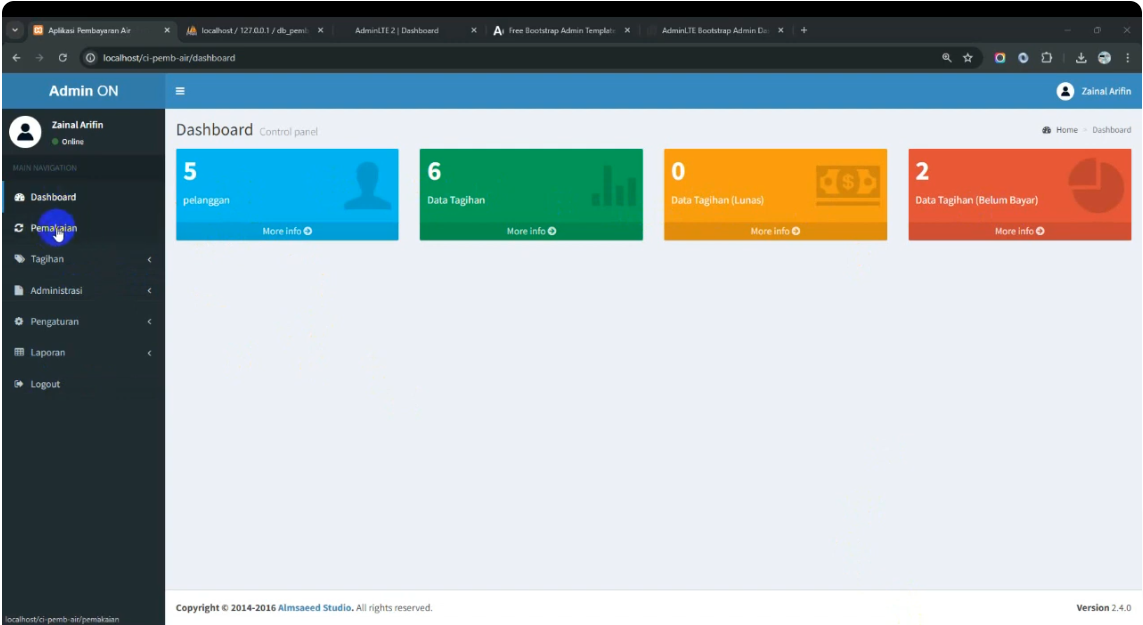 Aplikasi Pembayaran Air
localhost / 127.0.0.1 / db_pemb
AdminLTE 2 | Dashboard
Free Bootstrap Admin Template
AdminLTE Bootstrap Admin Da
localhost/ci-pemb-air/dashboard
Admin ON
Zainal Arifin
Zainal Arifin
Online
MAIN NAVIGATION
Dashboard
Pemakaian
Tagihan
Administrasi
Pengaturan
Laporan
Logout
Dashboard Control panel
Home > Dashboard
5
pelanggan
More info
6
Data Tagihan
More info
0
Data Tagihan (Lunas)
More info
2
Data Tagihan (Belum Bayar)
More info
Copyright © 2014-2016 Almsaeed Studio. All rights reserved.
Version 2.4.0
localhost/ci-pemb-air/pemakaian